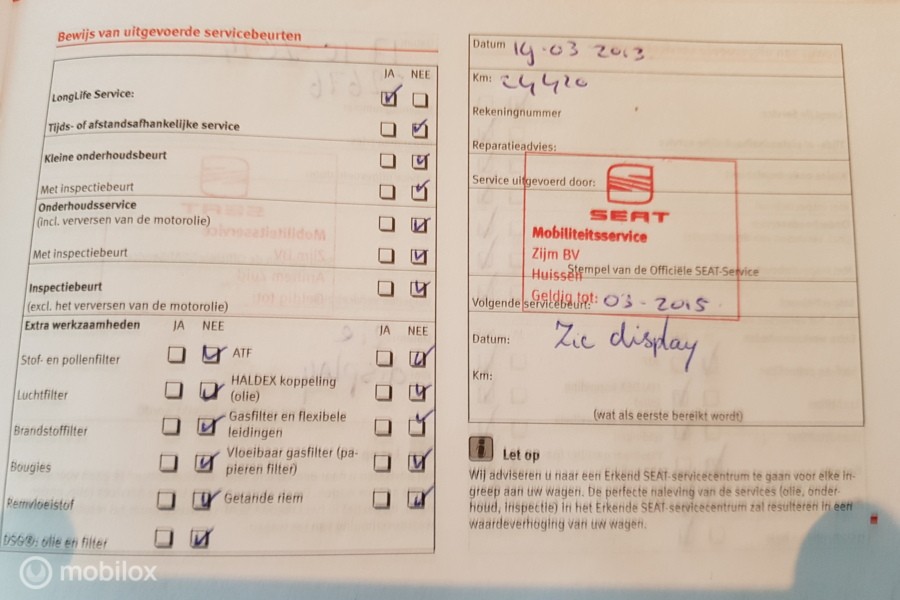 Bewijs van uitgevoerde servicebeurten
JA NEE
LongLife Service:
Tijds- of afstandsafhankelijke service
Kleine onderhoudsbeurt
Met inspectiebeurt
Onderhoudsservice
(incl. verversen van de motorolie)
Met inspectiebeurt
Inspectiebeurt
(excl. het verversen van de motorolie)
Extra werkzaamheden JA NEE JA NEE
Stof- en pollenfilter ATF
Luchtfilter HALDEX koppeling
(olie)
Brandstoffilter Gasfilter en flexibele
leidingen
Bougies Vloeibaar gasfilter (pa-
pieren filter)
Remvloeistof Getande riem
DSG®: olie en filter
Datum 19-03 2013
Km: 24420
Rekeningnummer
Reparatieadvies:
Service uitgevoerd door:
SEAT
Mobiliteitsservice
Zijm BV
Huissen
Stempel van de Officiële SEAT-Service
Geldig tot: 03-2015
Volgende servicebeurt:
Datum: Zie display
Km:
(wat als eerste bereikt wordt)
i Let op
Wij adviseren u naar een Erkend SEAT-servicecentrum te gaan voor elke in-
greep aan uw wagen. De perfecte naleving van de services (olie, onder-
houd, inspectie) in het Erkende SEAT-servicecentrum zal resulteren in een
waardeverhoging van uw wagen.
mobilox